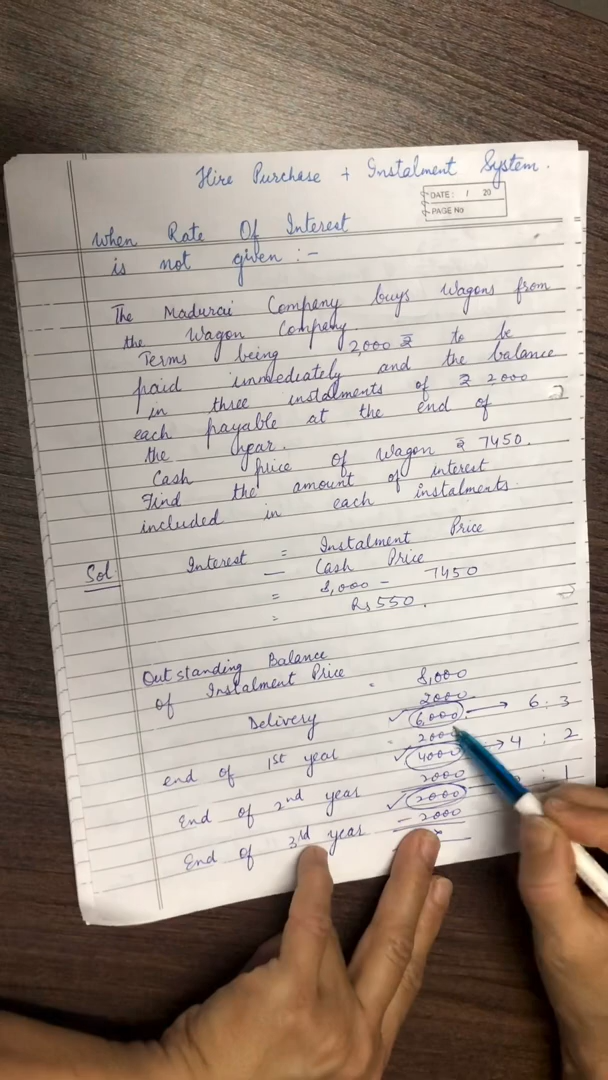 Hire Purchase + Instalment System.
DATE: / 20
PAGE No
When Rate Of Interest
is not given :-
The Madurai Company buys Wagons from
the Wagon Company.
Terms being 2,000 ₹ to be
paid immediately and the balance
in three instalments of ₹ 2000
each payable at the end of
the year.
Cash price of Wagon ₹ 7450.
Find the amount of interest
included in each instalments.
Sol Interest = Instalment Price
— Cash Price
= 8,000 - 7450
= Rs 550.
Outstanding Balance
of Instalment Price = 8,000
Delivery 2000
✓ 6,000 → 6 : 3
end of 1st year = 2000
✓ 4000 → 4 : 2
End of 2nd year 2000
✓ 2000 : 1
End of 3rd year - 2000